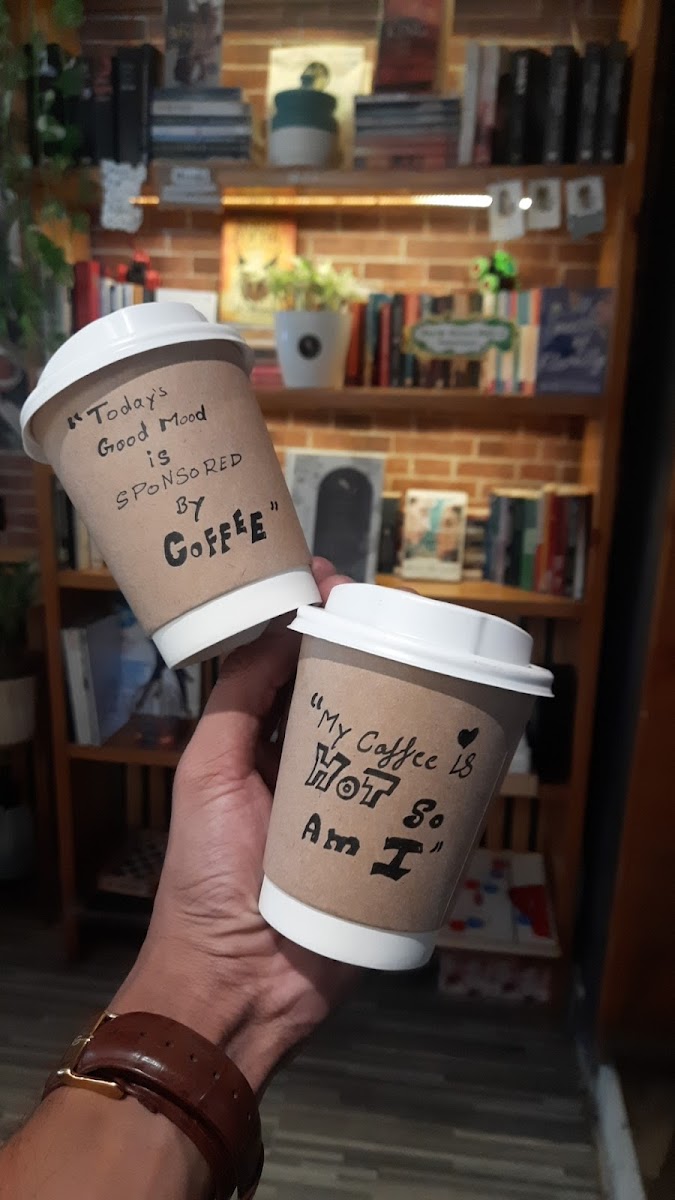 “Today's
Good Mood
is
SPONSORED
By
COFFEE”
“My Coffee is
HOT So
Am I”